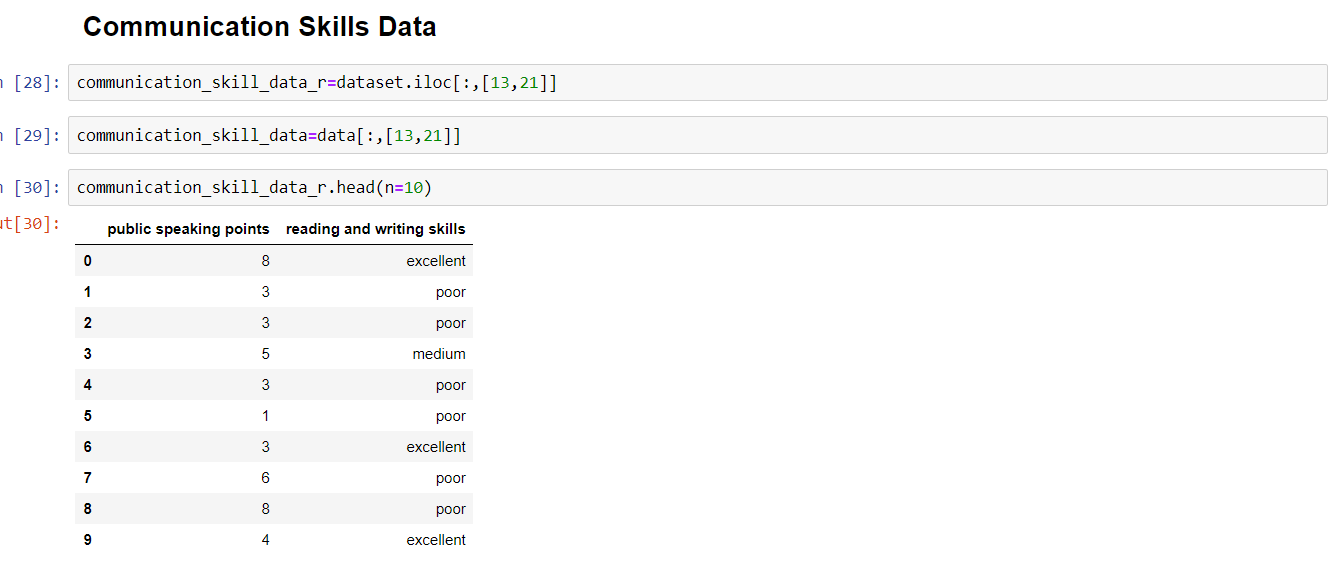 Communication Skills Data
n [28]: communication_skill_data_r=dataset.iloc[:,[13,21]]
n [29]: communication_skill_data=data[:,[13,21]]
n [30]: communication_skill_data_r.head(n=10)
ut[30]:
public speaking points reading and writing skills
0 8 excellent
1 3 poor
2 3 poor
3 5 medium
4 3 poor
5 1 poor
6 3 excellent
7 6 poor
8 8 poor
9 4 excellent